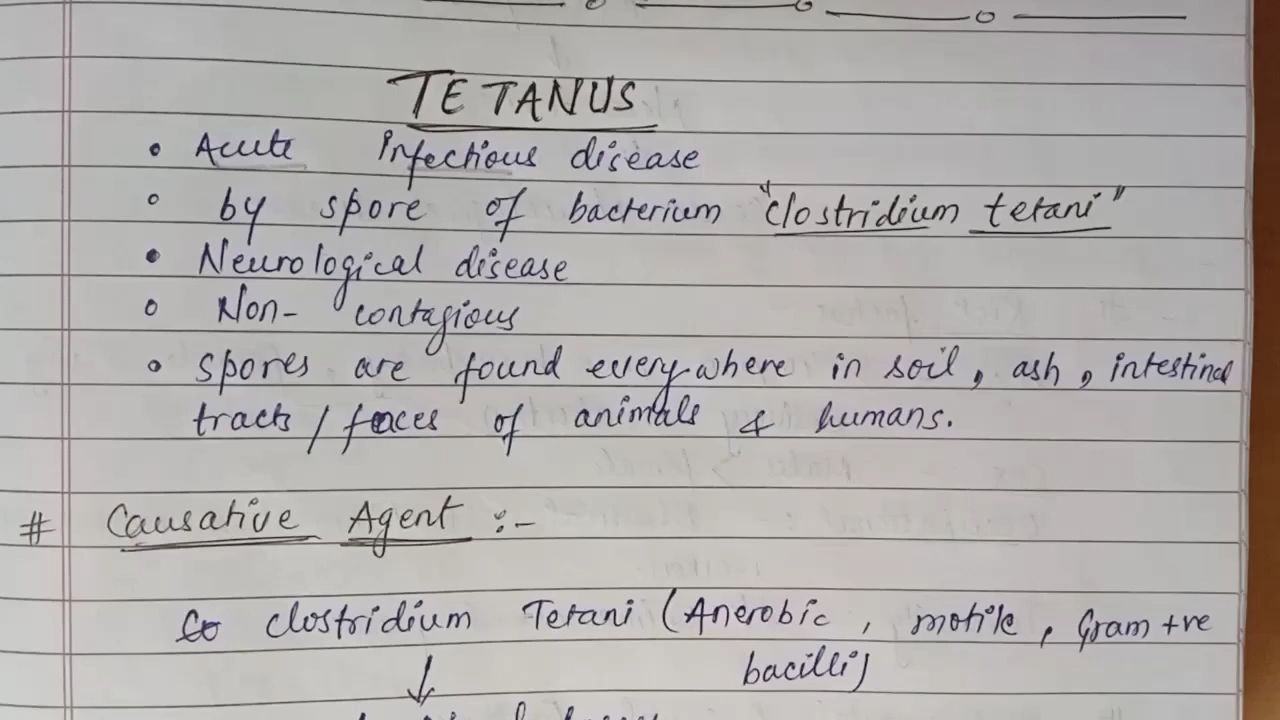 TETANUS
• Acute Infectious disease
• by spore of bacterium "clostridium tetani"
• Neurological disease
• Non- contagious
• spores are found everywhere in soil, ash, intestinal
tracts/feaces of animals & humans.
# Causative Agent :-
clostridium Tetani (Anerobic, motile, Gram +ve
bacilli)
↓